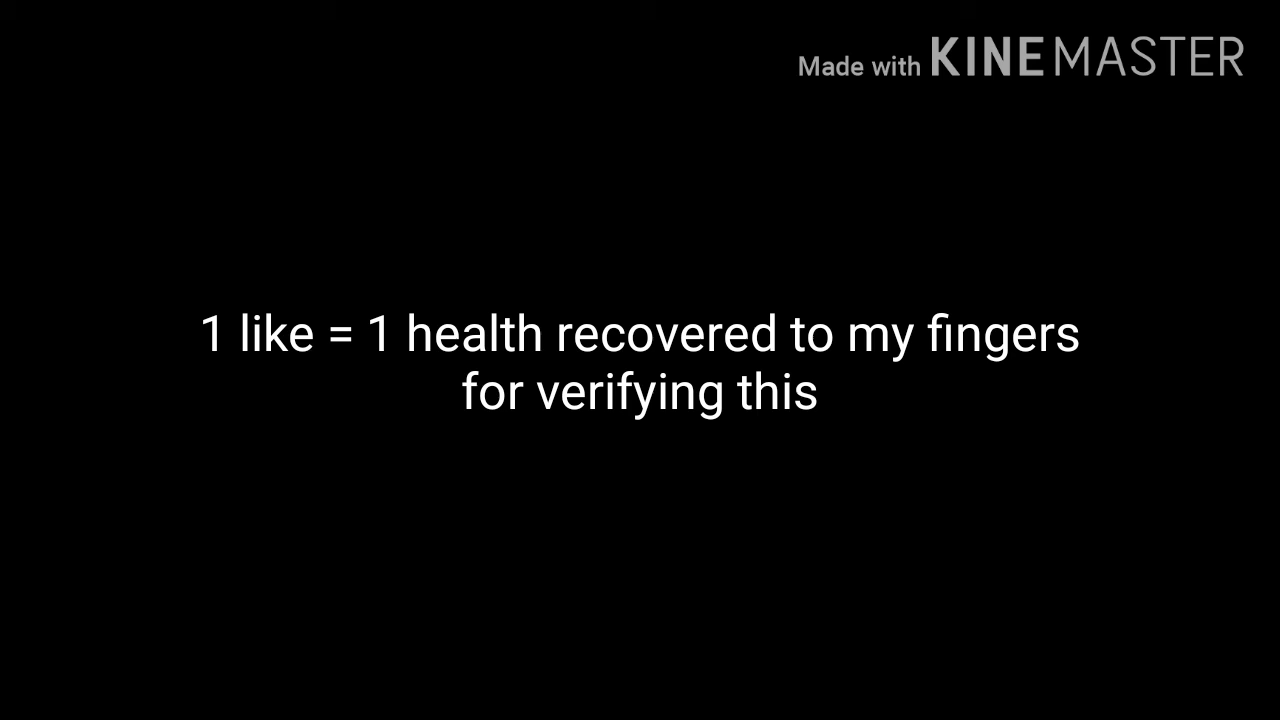 Made with KINEMASTER
1 like = 1 health recovered to my fingers
for verifying this